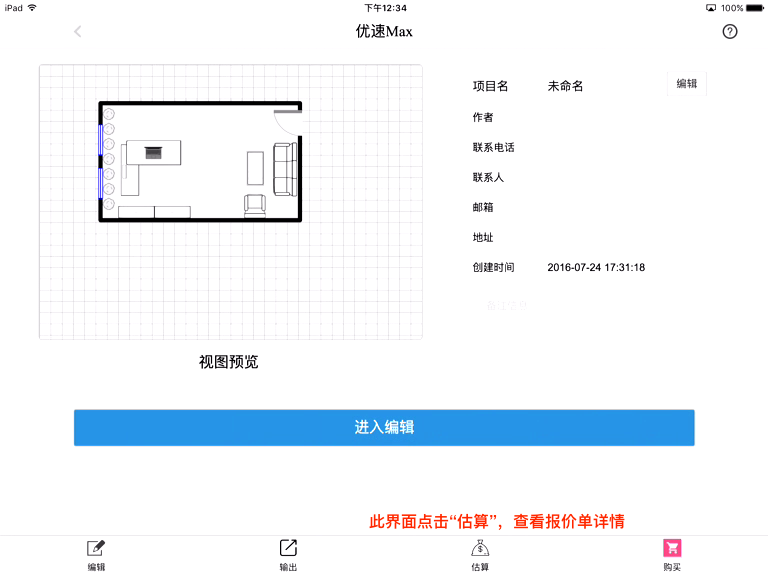 iPad 下午12:34 100%
优速Max
项目名 未命名 编辑
作者
联系电话
联系人
邮箱
地址
创建时间 2016-07-24 17:31:18
视图预览
进入编辑
此界面点击“估算”，查看报价单详情
编辑 输出 估算 购买